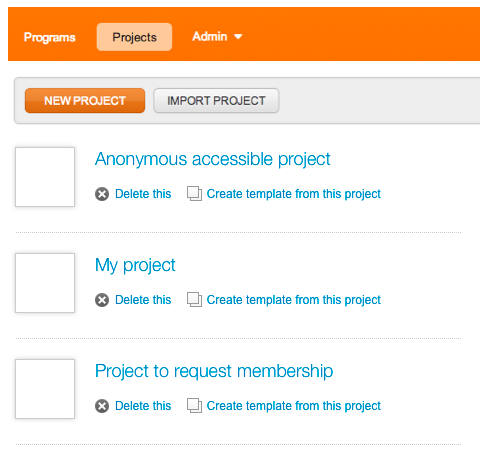 Programs Projects Admin
NEW PROJECT IMPORT PROJECT
Anonymous accessible project
Delete this Create template from this project
My project
Delete this Create template from this project
Project to request membership
Delete this Create template from this project